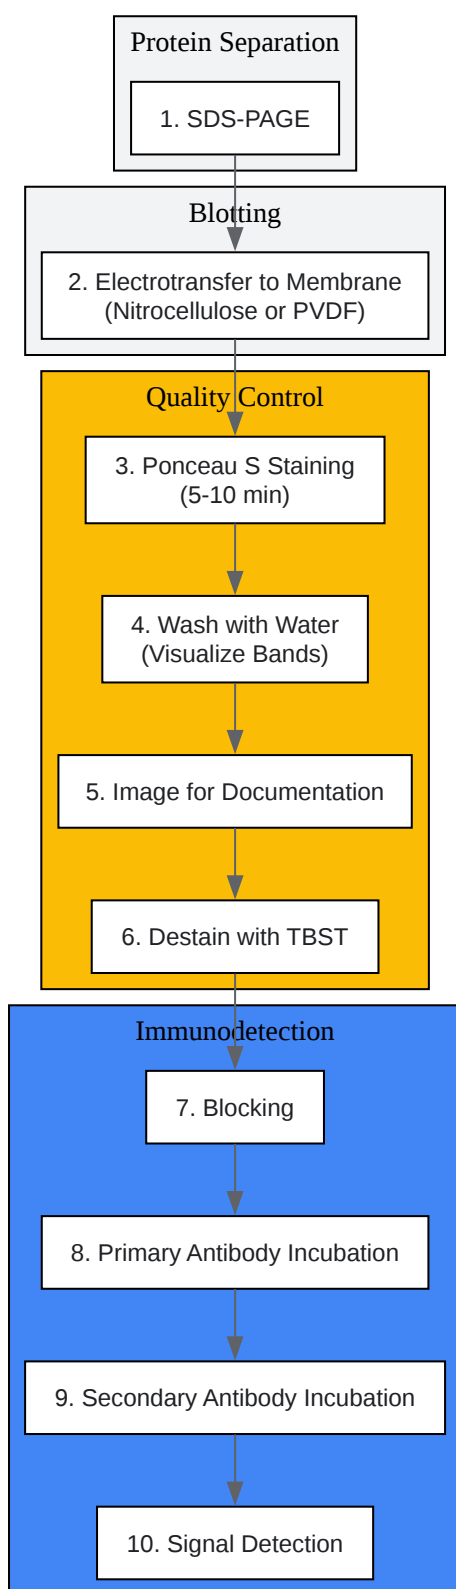 Protein Separation
1. SDS-PAGE
Blotting
2. Electrotransfer to Membrane
(Nitrocellulose or PVDF)
Quality Control
3. Ponceau S Staining
(5-10 min)
4. Wash with Water
(Visualize Bands)
5. Image for Documentation
6. Destain with TBST
Immunodetection
7. Blocking
8. Primary Antibody Incubation
9. Secondary Antibody Incubation
10. Signal Detection